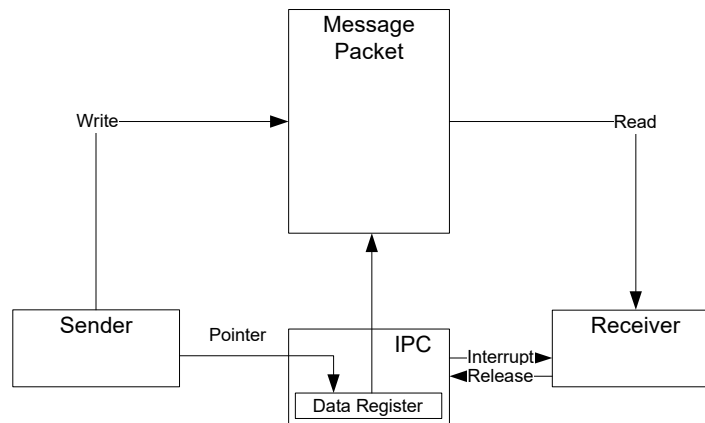 Message
Packet
Write
Read
Sender
Pointer
IPC
Receiver
Interrupt
Release
Data Register